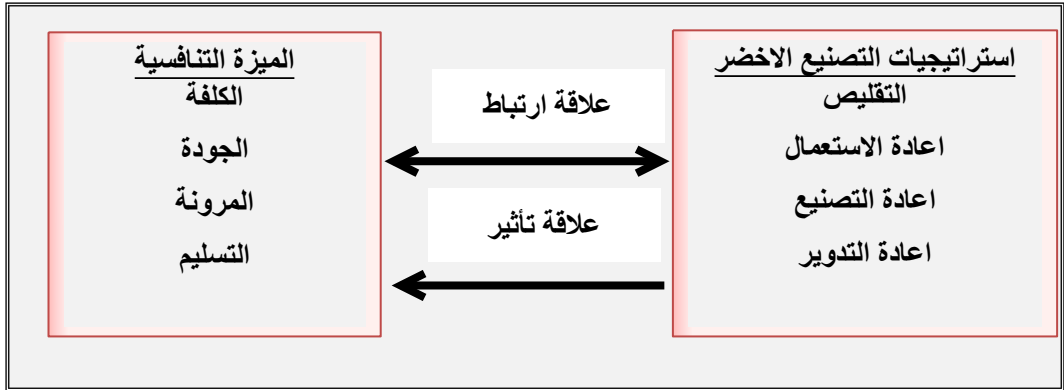 استراتيجيات التصنيع الاخضر
التقليص
اعادة الاستعمال
اعادة التصنيع
اعادة التدوير
علاقة ارتباط
علاقة تأثير
الميزة التنافسية
الكلفة
الجودة
المرونة
التسليم